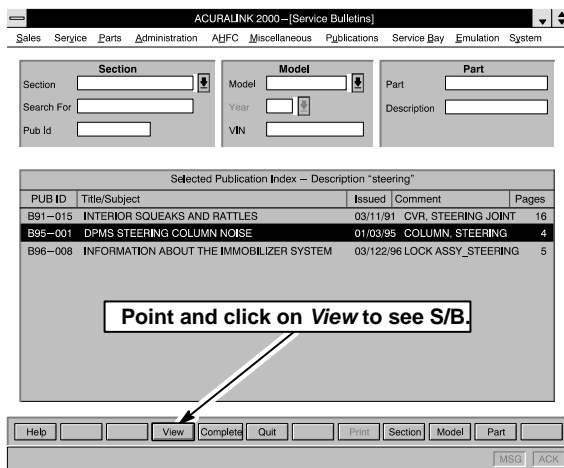 ACURALINK 2000—[Service Bulletins]
Sales Service Parts Administration AHFC Miscellaneous Publications Service Bay Emulation System
Section Model Part
Section Model Part
Search For Year Description
Pub Id VIN
Selected Publication Index — Description "steering"
PUB ID Title/Subject Issued Comment Pages
B91—015 INTERIOR SQUEAKS AND RATTLES 03/11/91 CVR, STEERING JOINT 16
B95—001 DPMS STEERING COLUMN NOISE 01/03/95 COLUMN, STEERING 4
B96—008 INFORMATION ABOUT THE IMMOBILIZER SYSTEM 03/122/96 LOCK ASSY_STEERING 5
Point and click on View to see S/B.
Help View Complete Quit Print Section Model Part
MSG ACK